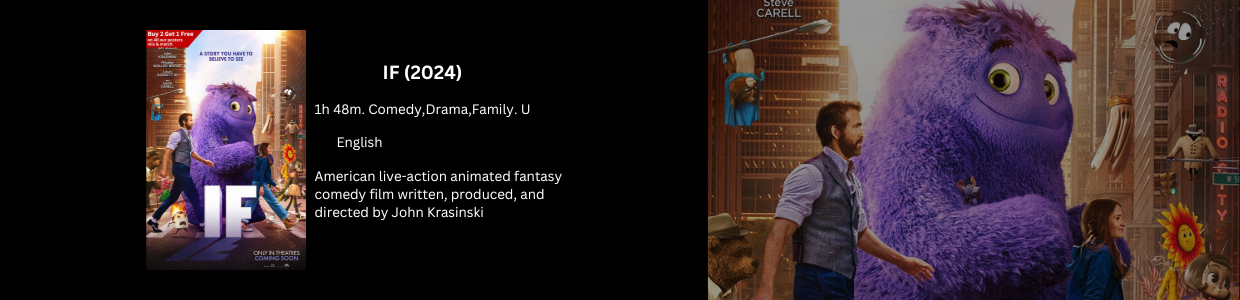 Buy 2 Get 1 Free
on All our posters
mix & match
A STORY YOU HAVE TO
BELIEVE TO SEE
IF
ONLY IN THEATRES
COMING SOON
IF (2024)
1h 48m. Comedy,Drama,Family. U
English
American live-action animated fantasy
comedy film written, produced, and
directed by John Krasinski
Steve
CARELL
RADIO CITY
W 5